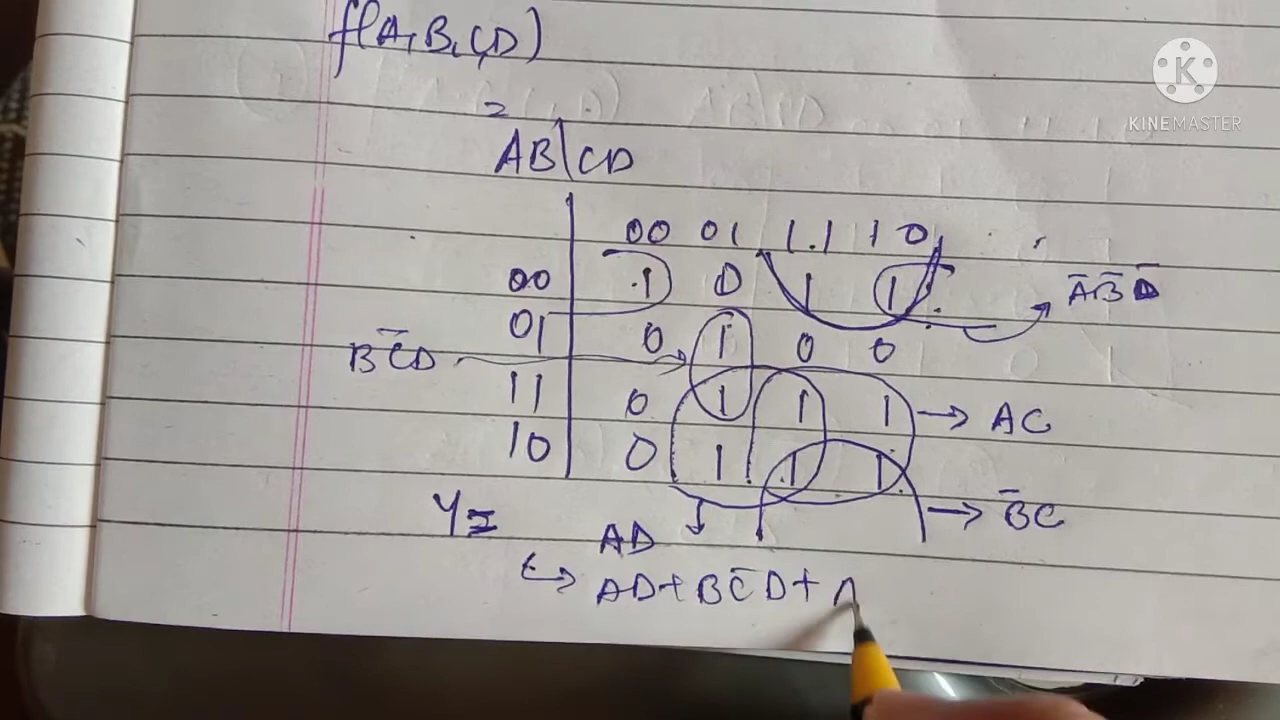 f(A,B,C,D)
=
AB\CD
00 01 11 10
00 1 0 1 1 → A̅B̅D̅
01 0 1 0 0
BC̅D
11 0 1 1 1 → AC
10 0 1 1 1 → B̅C
Y =
AD
↳ AD+BC̅D+A
K
KINEMASTER